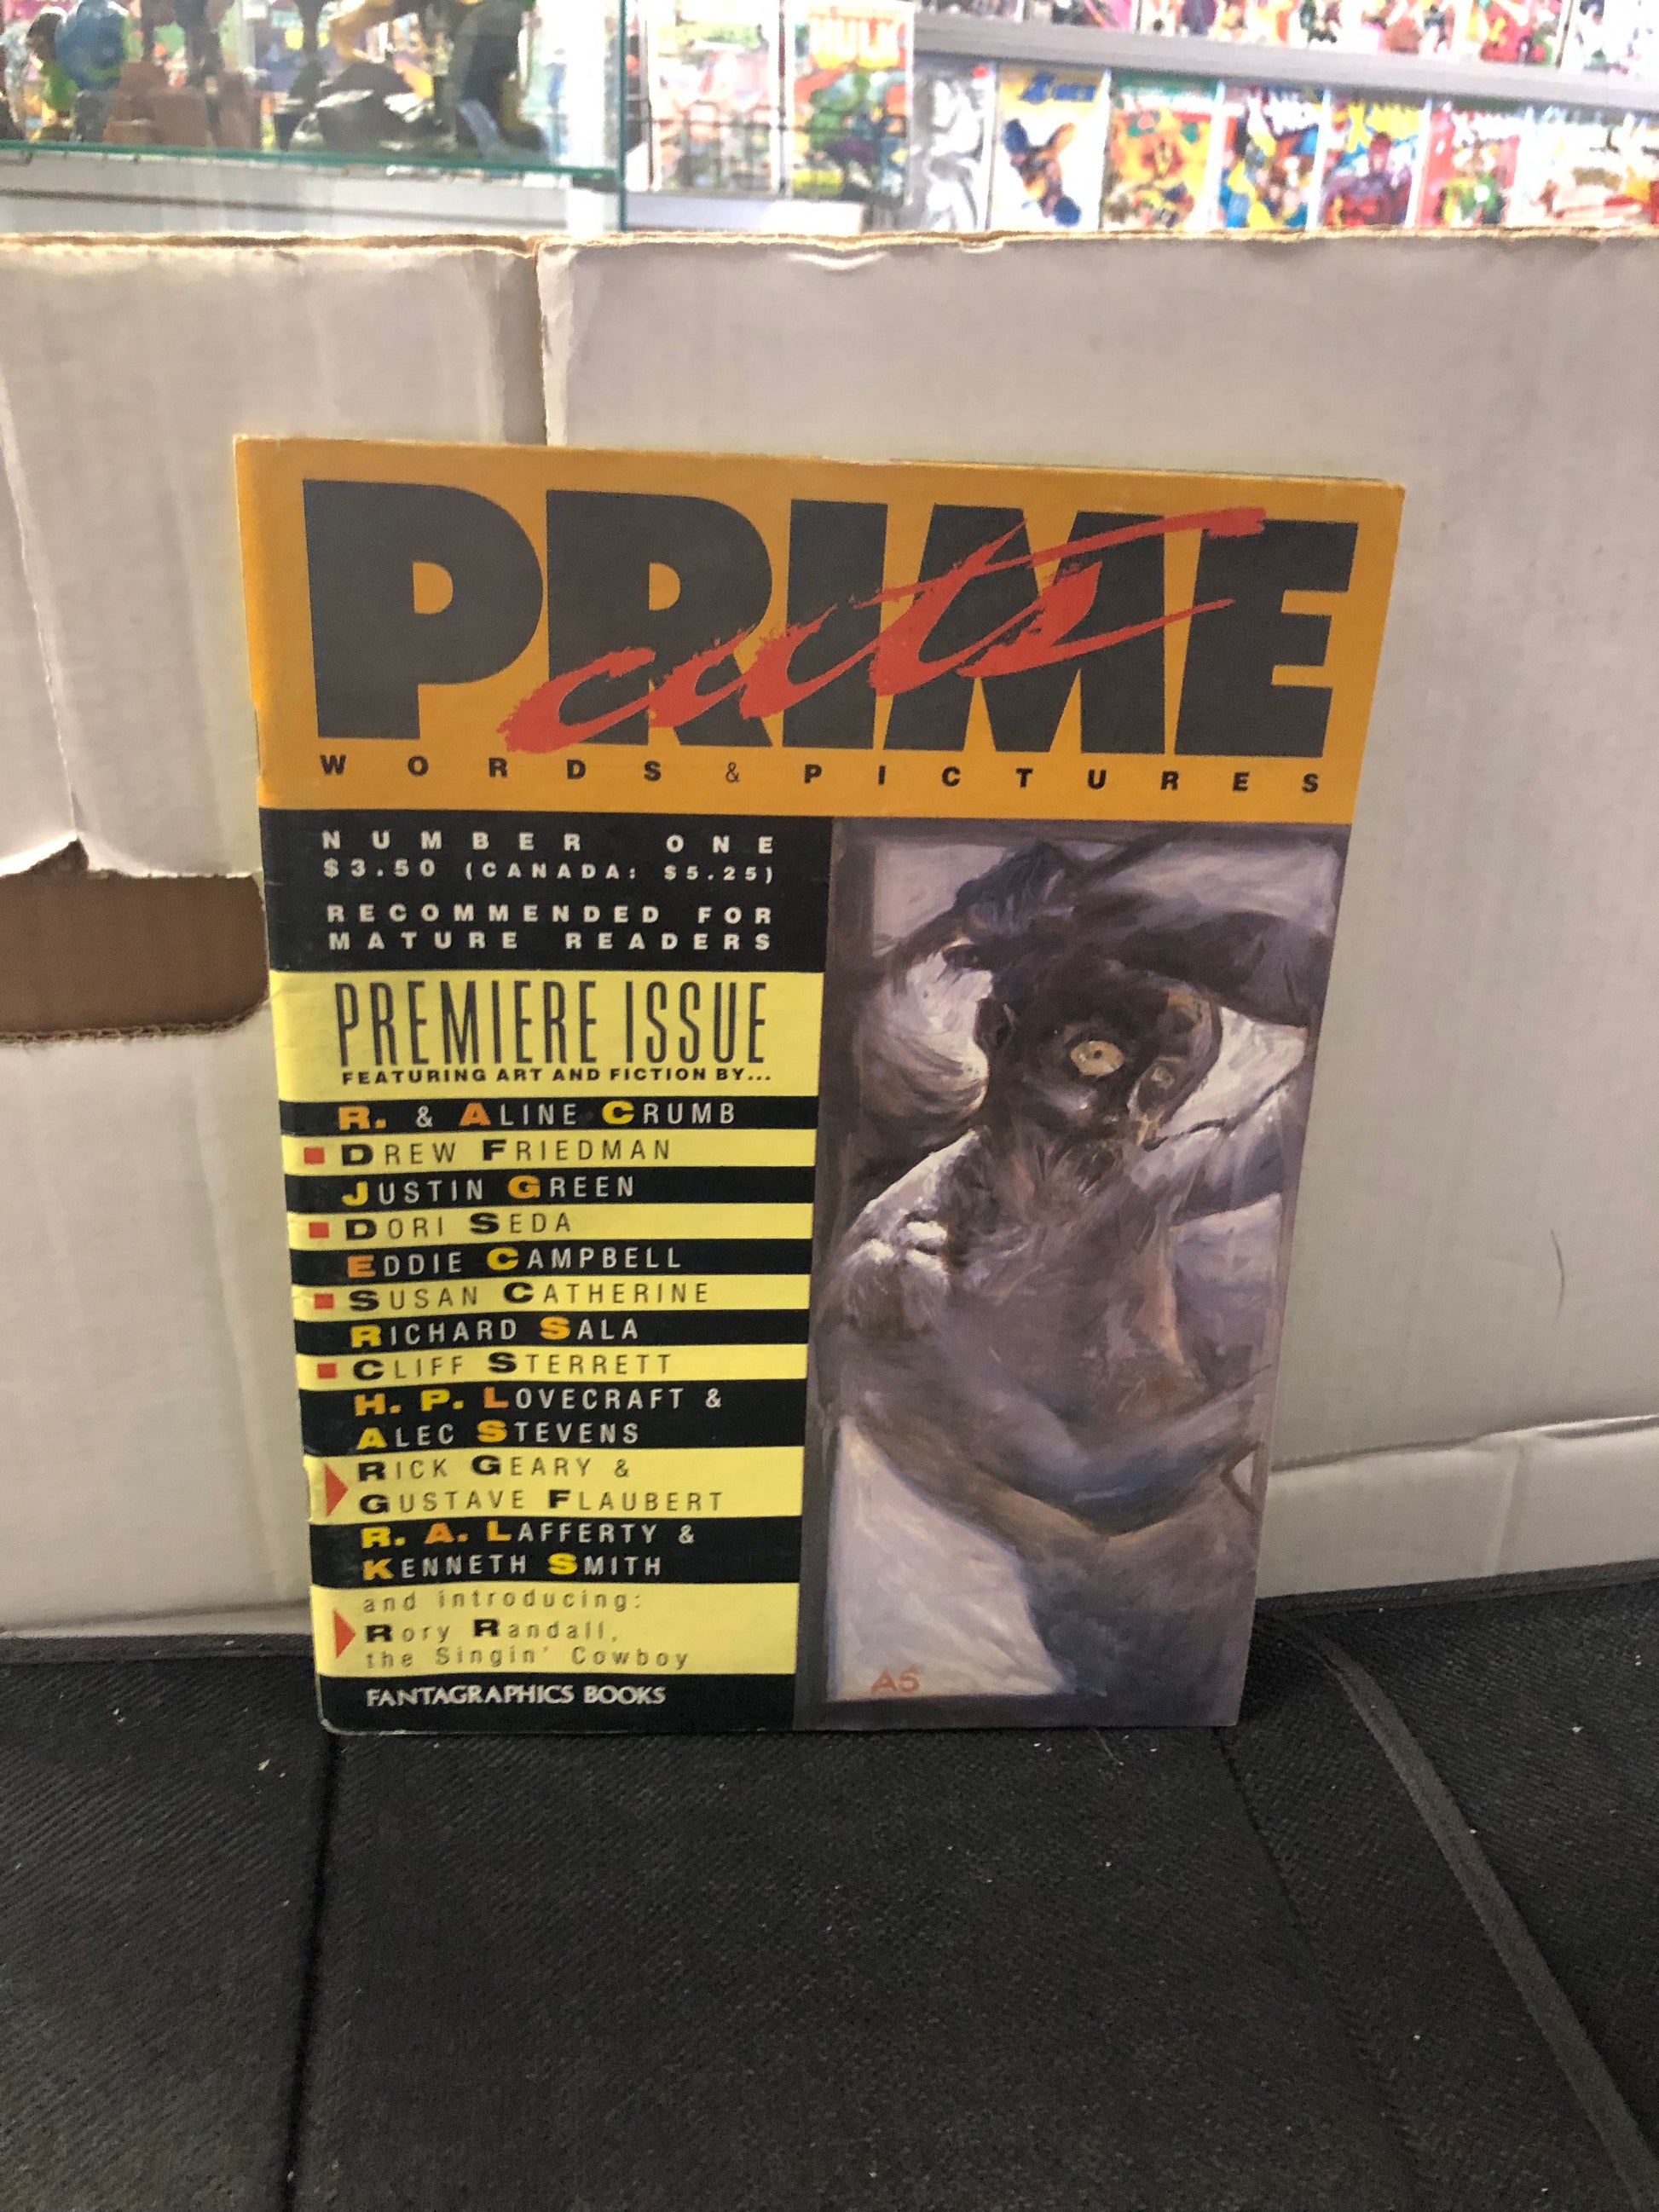 HULK
PRIME
cuts
WORDS & PICTURES
NUMBER ONE
$3.50 (CANADA: $5.25)
RECOMMENDED FOR
MATURE READERS
PREMIERE ISSUE
FEATURING ART AND FICTION BY...
R. & ALINE CRUMB
DREW FRIEDMAN
JUSTIN GREEN
DORI SEDA
EDDIE CAMPBELL
SUSAN CATHERINE
RICHARD SALA
CLIFF STERRETT
H. P. LOVECRAFT &
ALEC STEVENS
RICK GEARY &
GUSTAVE FLAUBERT
R. A. LAFFERTY &
KENNETH SMITH
and introducing:
Rory Randall,
the Singin' Cowboy
FANTAGRAPHICS BOOKS
AS